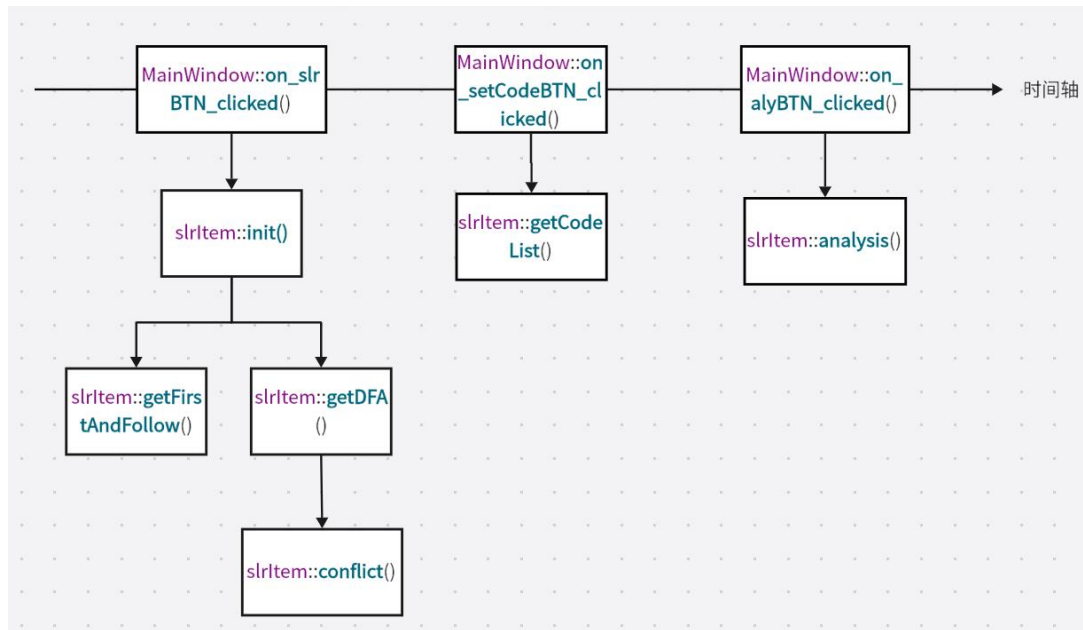 MainWindow::on_slr
BTN_clicked()
MainWindow::on
_setCodeBTN_cl
icked()
MainWindow::on_
alyBTN_clicked()
时间轴
slrItem::init()
slrItem::getCode
List()
slrItem::analysis()
slrItem::getFirs
tAndFollow()
slrItem::getDFA
()
slrItem::conflict()